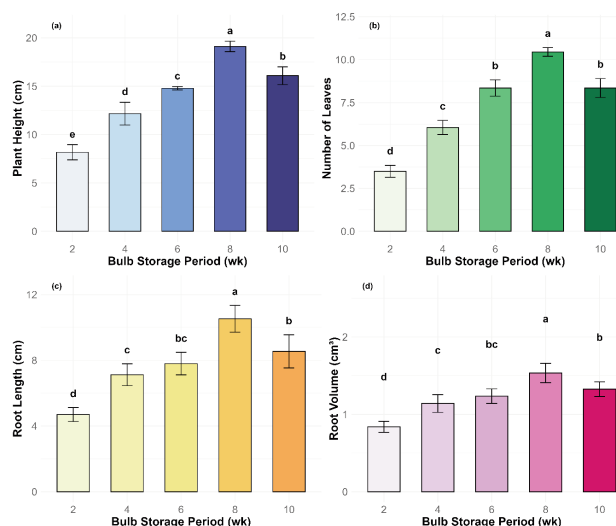 (a)
Plant Height (cm)
20
15
10
5
0
a
b
c
d
e
2 4 6 8 10
Bulb Storage Period (wk)
(b)
Number of Leaves
12.5
10.0
7.5
5.0
2.5
0.0
a
b
b
c
d
2 4 6 8 10
Bulb Storage Period (wk)
(c)
Root Length (cm)
12
8
4
0
a
b
bc
c
d
2 4 6 8 10
Bulb Storage Period (wk)
(d)
Root Volume (cm³)
2
1
0
a
b
bc
c
d
2 4 6 8 10
Bulb Storage Period (wk)